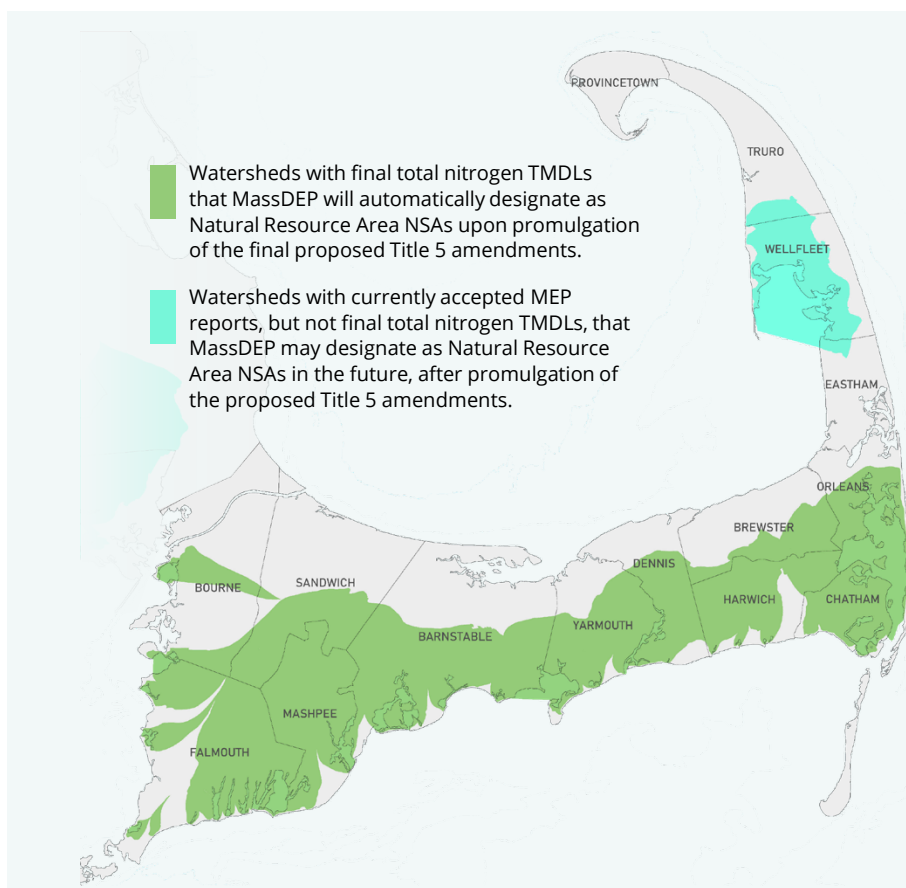 PROVINCETOWN
TRURO
Watersheds with final total nitrogen TMDLs
that MassDEP will automatically designate as
Natural Resource Area NSAs upon promulgation
of the final proposed Title 5 amendments.
WELLFLEET
Watersheds with currently accepted MEP
reports, but not final total nitrogen TMDLs, that
MassDEP may designate as Natural Resource
Area NSAs in the future, after promulgation of
the proposed Title 5 amendments.
EASTHAM
ORLEANS
BREWSTER
DENNIS
SANDWICH
BOURNE
HARWICH
CHATHAM
YARMOUTH
BARNSTABLE
MASHPEE
FALMOUTH